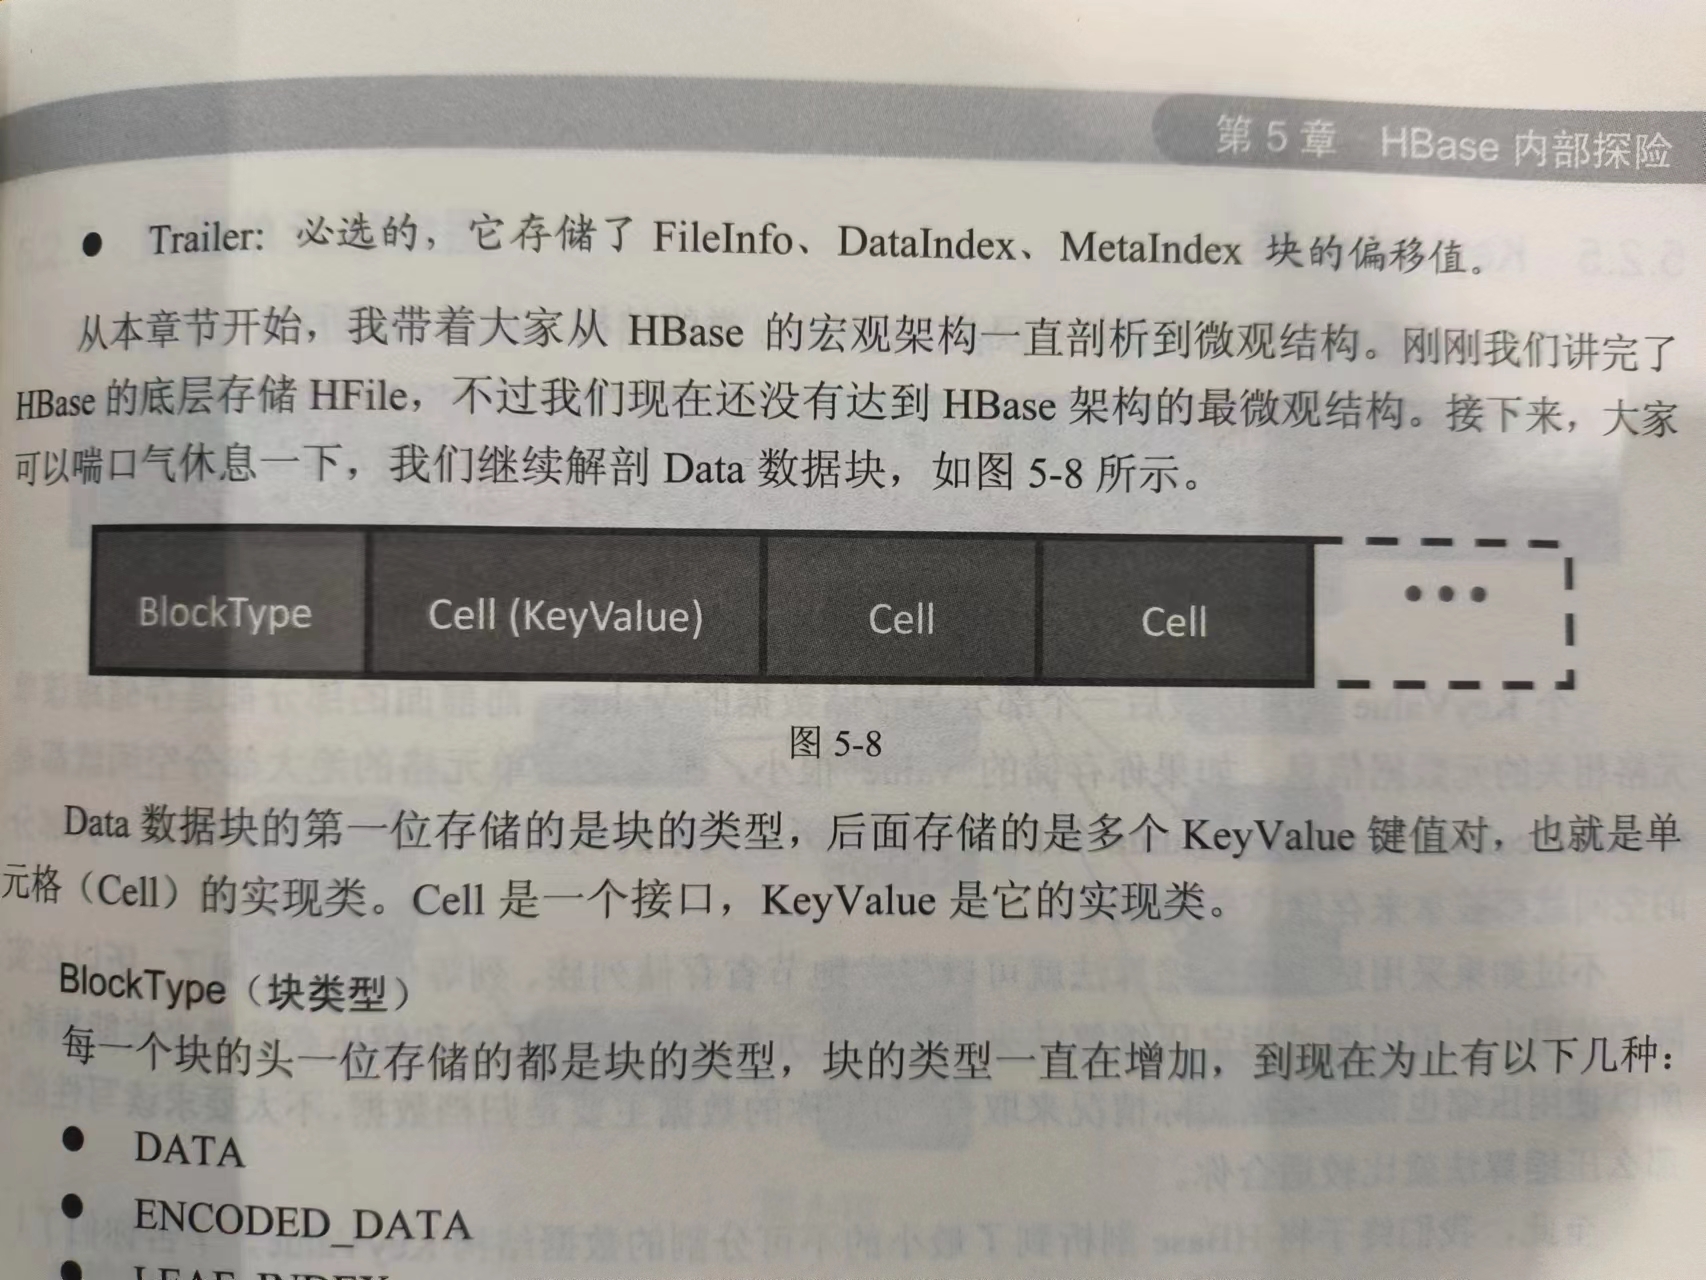 第 5 章 HBase 内部探险
● Trailer: 必选的，它存储了 FileInfo、DataIndex、MetaIndex 块的偏移值。
从本章节开始，我带着大家从 HBase 的宏观架构一直剖析到微观结构。刚刚我们讲完了
HBase 的底层存储 HFile，不过我们现在还没有达到 HBase 架构的最微观结构。接下来，大家
可以喘口气休息一下，我们继续解剖 Data 数据块，如图 5-8 所示。
BlockType Cell (KeyValue) Cell Cell •••
图 5-8
Data 数据块的第一位存储的是块的类型，后面存储的是多个 KeyValue 键值对，也就是单
元格（Cell）的实现类。Cell 是一个接口，KeyValue 是它的实现类。
BlockType（块类型）
每一个块的头一位存储的都是块的类型，块的类型一直在增加，到现在为止有以下几种：
● DATA
● ENCODED_DATA
● LEAF_INDEX